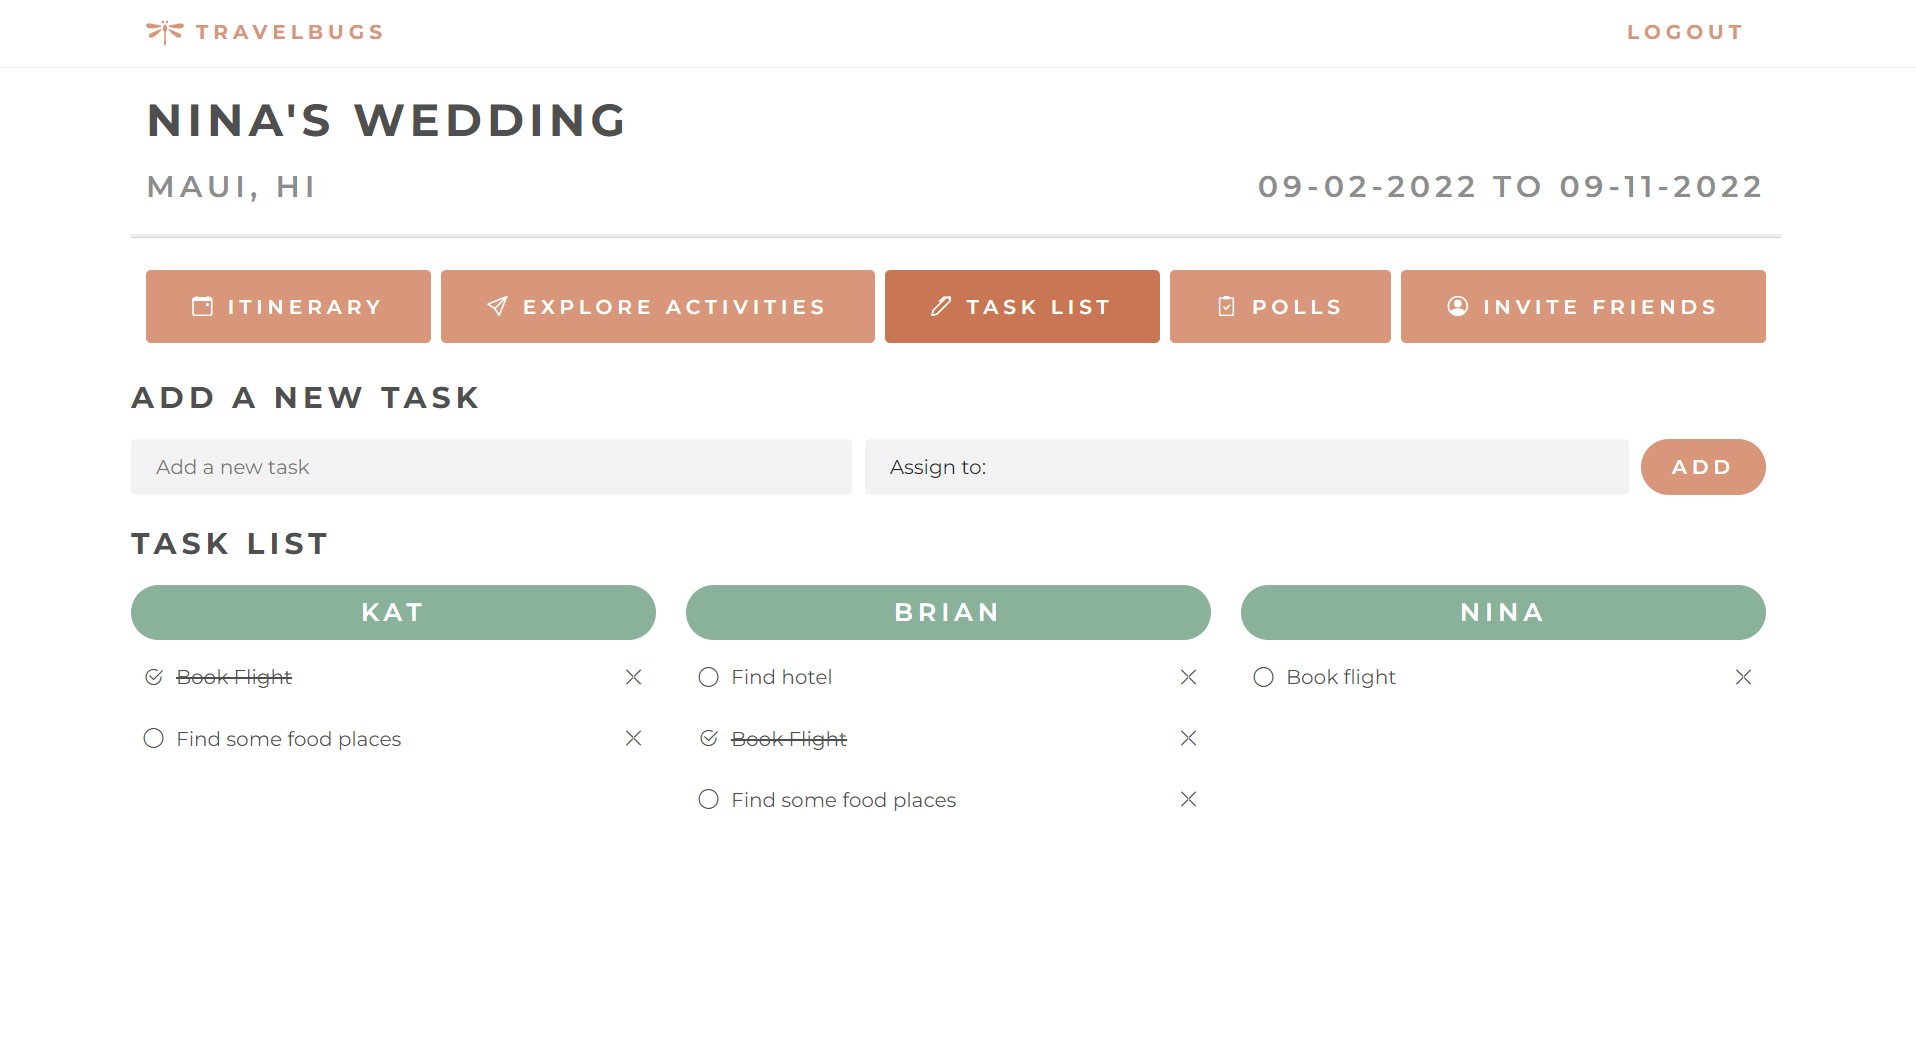 TRAVELBUGS LOGOUT
NINA'S WEDDING
MAUI, HI 09-02-2022 TO 09-11-2022
ITINERARY EXPLORE ACTIVITIES TASK LIST POLLS INVITE FRIENDS
ADD A NEW TASK
Add a new task Assign to: ADD
TASK LIST
KAT BRIAN NINA
Book Flight Find hotel Book flight
Find some food places Book Flight
Find some food places